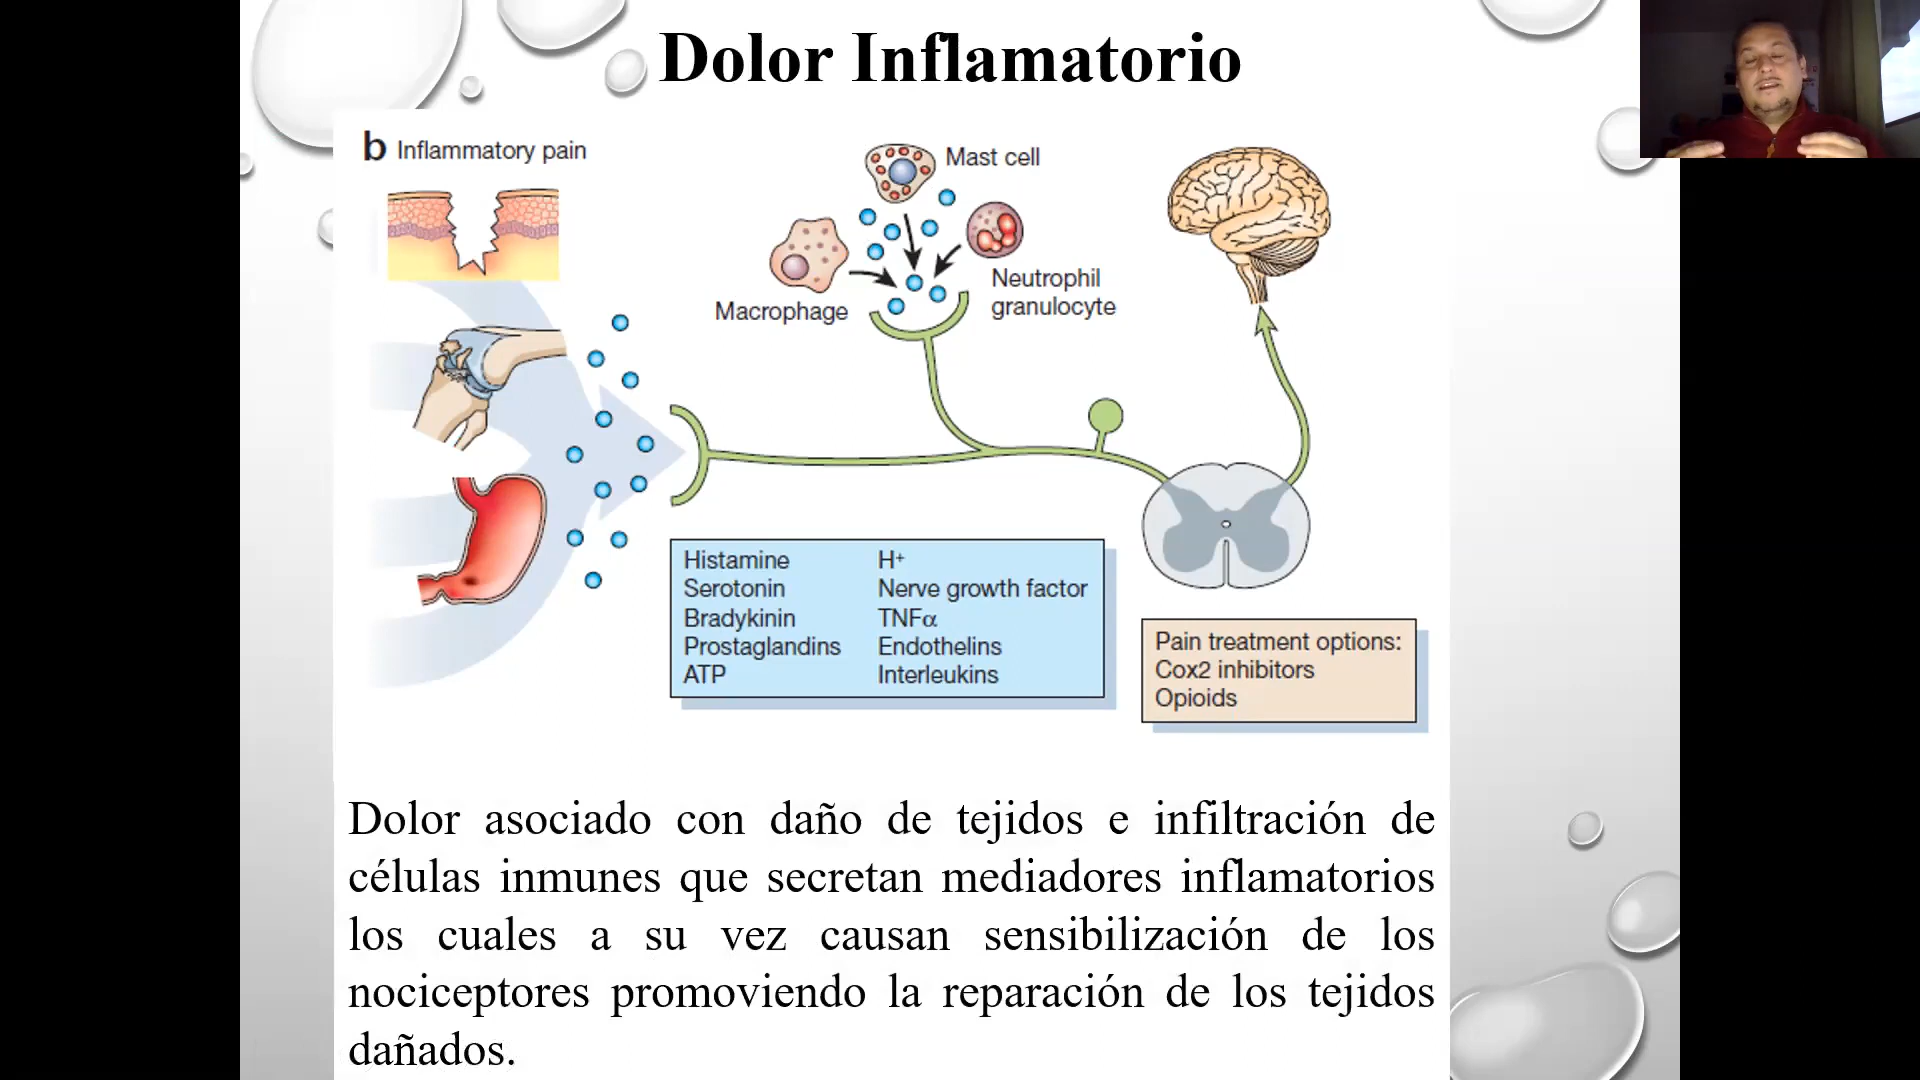 Dolor Inflamatorio
b Inflammatory pain
Mast cell
Macrophage
Neutrophil
granulocyte
Histamine
Serotonin
Bradykinin
Prostaglandins
ATP
H⁺
Nerve growth factor
TNFα
Endothelins
Interleukins
Pain treatment options:
Cox2 inhibitors
Opioids
Dolor asociado con daño de tejidos e infiltración de
células inmunes que secretan mediadores inflamatorios
los cuales a su vez causan sensibilización de los
nociceptores promoviendo la reparación de los tejidos
dañados.